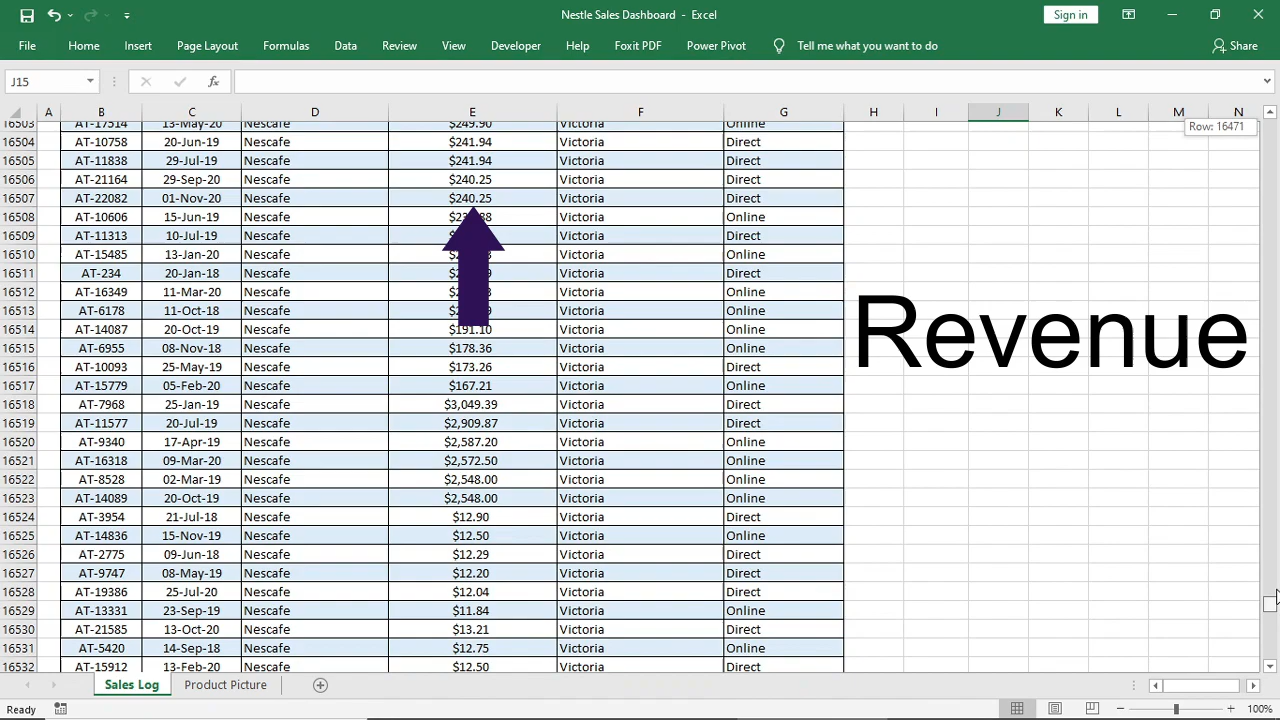 Nestle Sales Dashboard - Excel
Sign in
File Home Insert Page Layout Formulas Data Review View Developer Help Foxit PDF Power Pivot Tell me what you want to do Share
J15 fx
A B C D E F G H I J K L M N
Row: 16471
16503 AT-17514 13-May-20 Nescafe $249.90 Victoria Online
16504 AT-10758 20-Jun-19 Nescafe $241.94 Victoria Direct
16505 AT-11838 29-Jul-19 Nescafe $241.94 Victoria Direct
16506 AT-21164 29-Sep-20 Nescafe $240.25 Victoria Direct
16507 AT-22082 01-Nov-20 Nescafe $240.25 Victoria Direct
16508 AT-10606 15-Jun-19 Nescafe Victoria Online
16509 AT-11313 10-Jul-19 Nescafe Victoria Direct
16510 AT-15485 13-Jan-20 Nescafe Victoria Online
16511 AT-234 20-Jan-18 Nescafe Victoria Direct
16512 AT-16349 11-Mar-20 Nescafe Victoria Online
16513 AT-6178 11-Oct-18 Nescafe Victoria Online
16514 AT-14087 20-Oct-19 Nescafe $191.10 Victoria Online
16515 AT-6955 08-Nov-18 Nescafe $178.36 Victoria Online
16516 AT-10093 25-May-19 Nescafe $173.26 Victoria Direct
16517 AT-15779 05-Feb-20 Nescafe $167.21 Victoria Online
16518 AT-7968 25-Jan-19 Nescafe $3,049.39 Victoria Direct
16519 AT-11577 20-Jul-19 Nescafe $2,909.87 Victoria Direct
16520 AT-9340 17-Apr-19 Nescafe $2,587.20 Victoria Online
16521 AT-16318 09-Mar-20 Nescafe $2,572.50 Victoria Online
16522 AT-8528 02-Mar-19 Nescafe $2,548.00 Victoria Online
16523 AT-14089 20-Oct-19 Nescafe $2,548.00 Victoria Online
16524 AT-3954 21-Jul-18 Nescafe $12.90 Victoria Direct
16525 AT-14836 15-Nov-19 Nescafe $12.50 Victoria Online
16526 AT-2775 09-Jun-18 Nescafe $12.29 Victoria Direct
16527 AT-9747 08-May-19 Nescafe $12.20 Victoria Direct
16528 AT-19386 25-Jul-20 Nescafe $12.04 Victoria Direct
16529 AT-13331 23-Sep-19 Nescafe $11.84 Victoria Online
16530 AT-21585 13-Oct-20 Nescafe $13.21 Victoria Direct
16531 AT-5420 14-Sep-18 Nescafe $12.75 Victoria Online
16532 AT-15912 13-Feb-20 Nescafe $12.50 Victoria Direct
Revenue
Sales Log Product Picture
Ready 100%